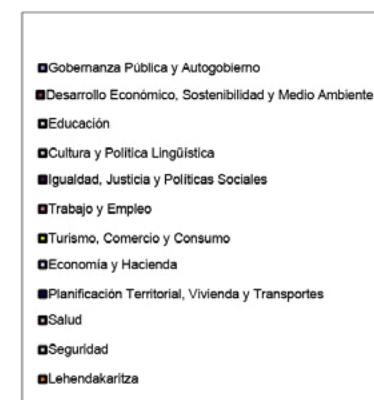 Gobernanza Pública y Autogobierno
Desarrollo Económico, Sostenibilidad y Medio Ambiente
Educación
Cultura y Política Lingüística
Igualdad, Justicia y Políticas Sociales
Trabajo y Empleo
Turismo, Comercio y Consumo
Economía y Hacienda
Planificación Territorial, Vivienda y Transportes
Salud
Seguridad
Lehendakaritza